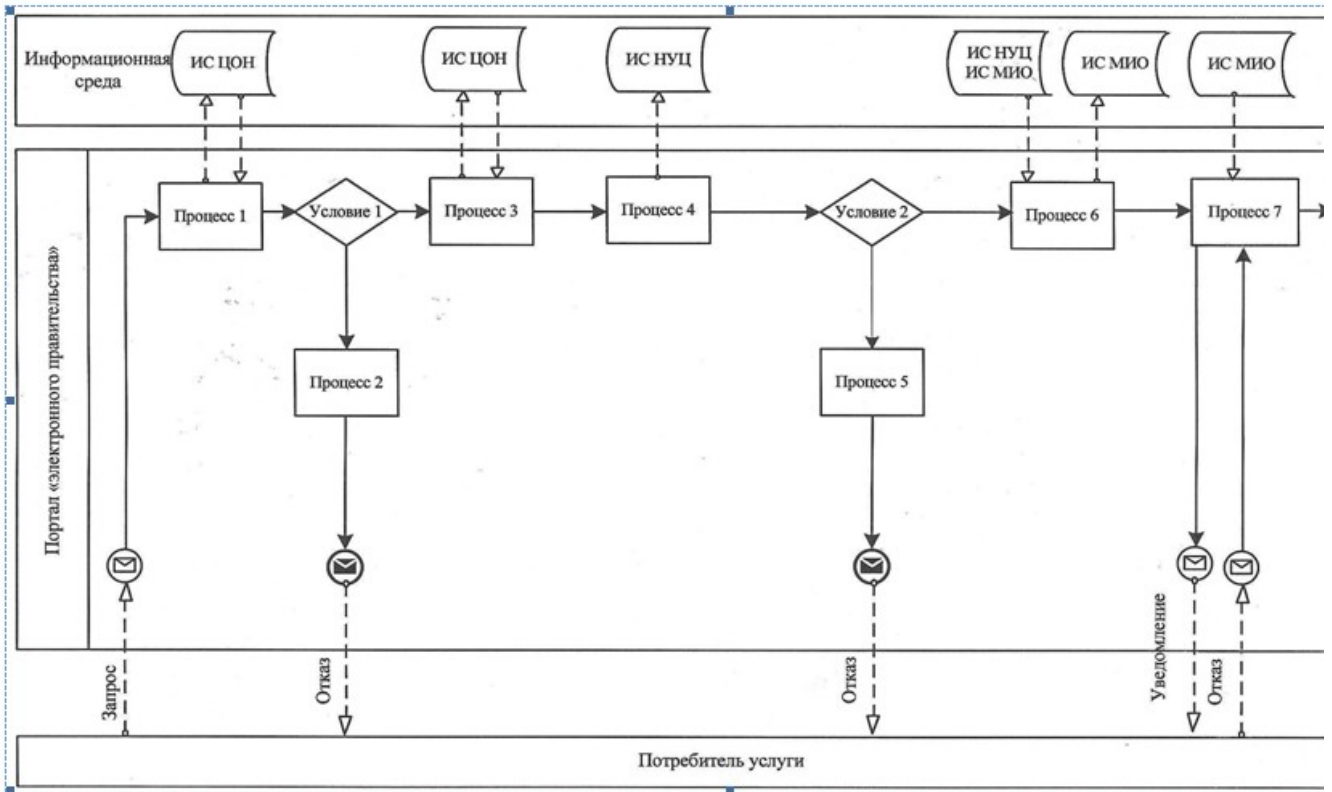 Информационная
среда
ИС ЦОН
ИС ЦОН
ИС НУЦ
ИС НУЦ
ИС МИО
ИС МИО
ИС МИО
Портал «электронного правительства»
Процесс 1
Условие 1
Процесс 3
Процесс 4
Условие 2
Процесс 6
Процесс 7
Процесс 2
Процесс 5
Запрос
Отказ
Отказ
Уведомление
Отказ
Потребитель услуги